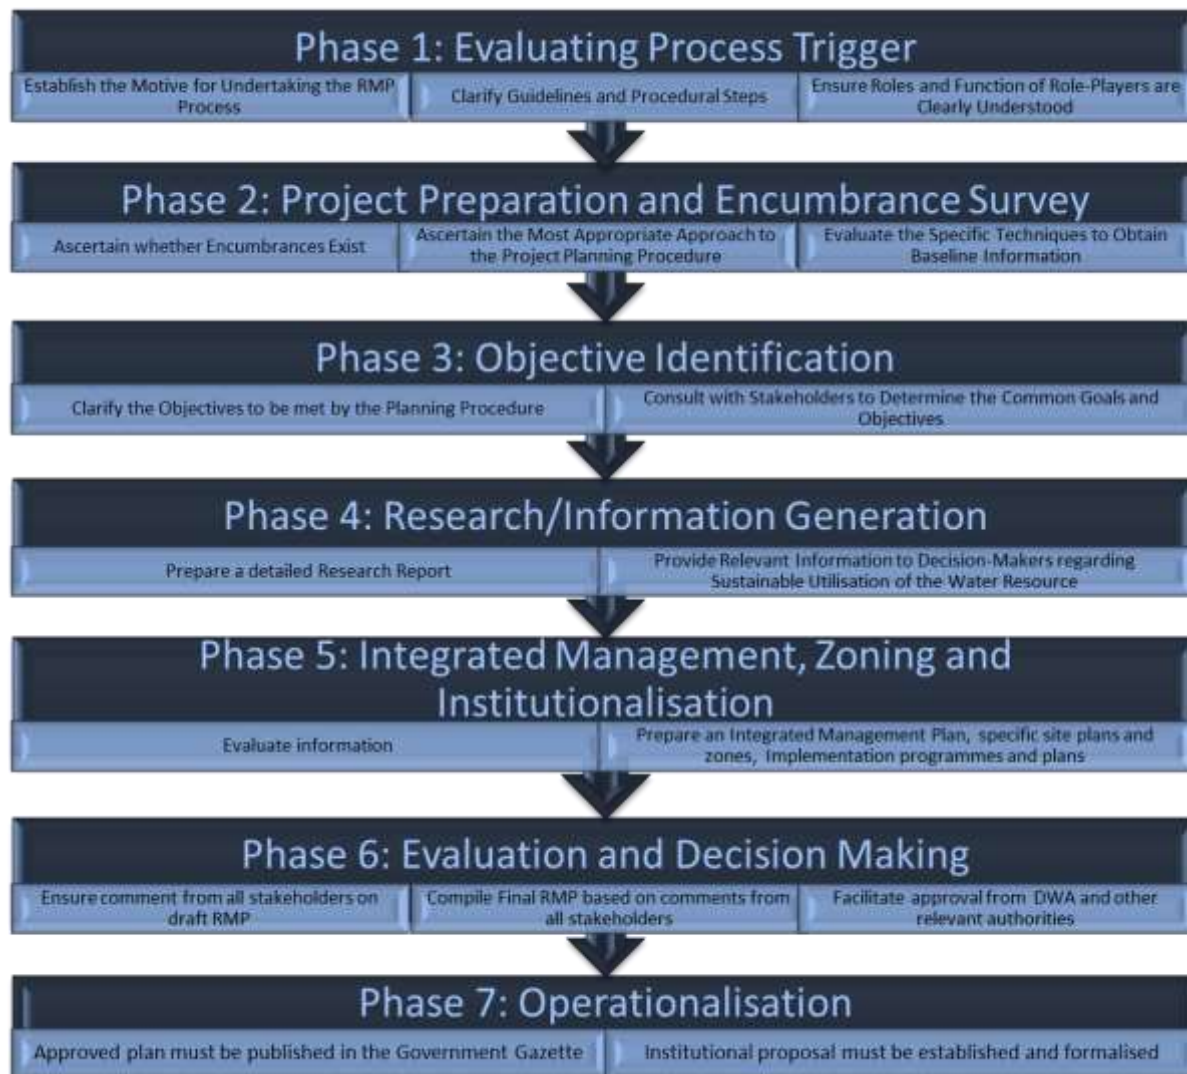 Phase 1: Evaluating Process Trigger
Establish the Motive for Undertaking the RMP
Process
Clarify Guidelines and Procedural Steps
Ensure Roles and Function of Role-Players are
Clearly Understood
Phase 2: Project Preparation and Encumbrance Survey
Ascertain whether Encumbrances Exist
Ascertain the Most Appropriate Approach to
the Project Planning Procedure
Evaluate the Specific Techniques to Obtain
Baseline Information
Phase 3: Objective Identification
Clarify the Objectives to be met by the Planning Procedure
Consult with Stakeholders to Determine the Common Goals and
Objectives
Phase 4: Research/Information Generation
Prepare a detailed Research Report
Provide Relevant Information to Decision-Makers regarding
Sustainable Utilisation of the Water Resource
Phase 5: Integrated Management, Zoning and
Institutionalisation
Evaluate information
Prepare an Integrated Management Plan, specific site plans and
zones, Implementation programmes and plans
Phase 6: Evaluation and Decision Making
Ensure comment from all stakeholders on
draft RMP
Compile Final RMP based on comments from
all stakeholders
Facilitate approval from DWA and other
relevant authorities
Phase 7: Operationalisation
Approved plan must be published in the Government Gazette
Institutional proposal must be established and formalised